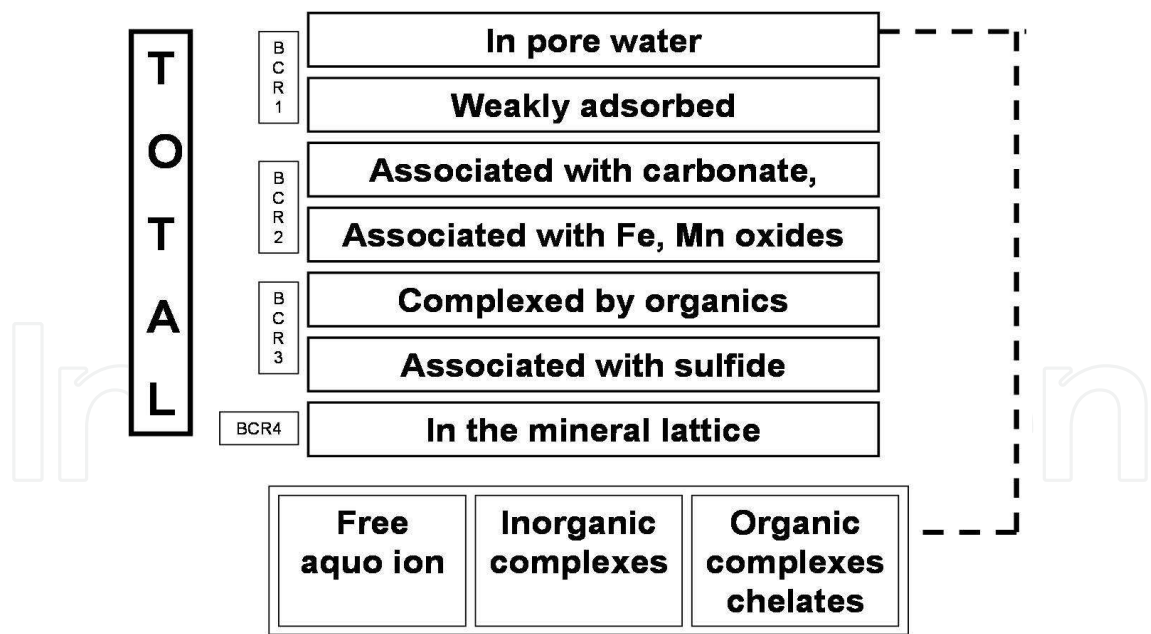 TOTAL
BCR1
In pore water
Weakly adsorbed
BCR2
Associated with carbonate,
Associated with Fe, Mn oxides
BCR3
Complexed by organics
Associated with sulfide
BCR4
In the mineral lattice
Free
aquo ion
Inorganic
complexes
Organic
complexes
chelates